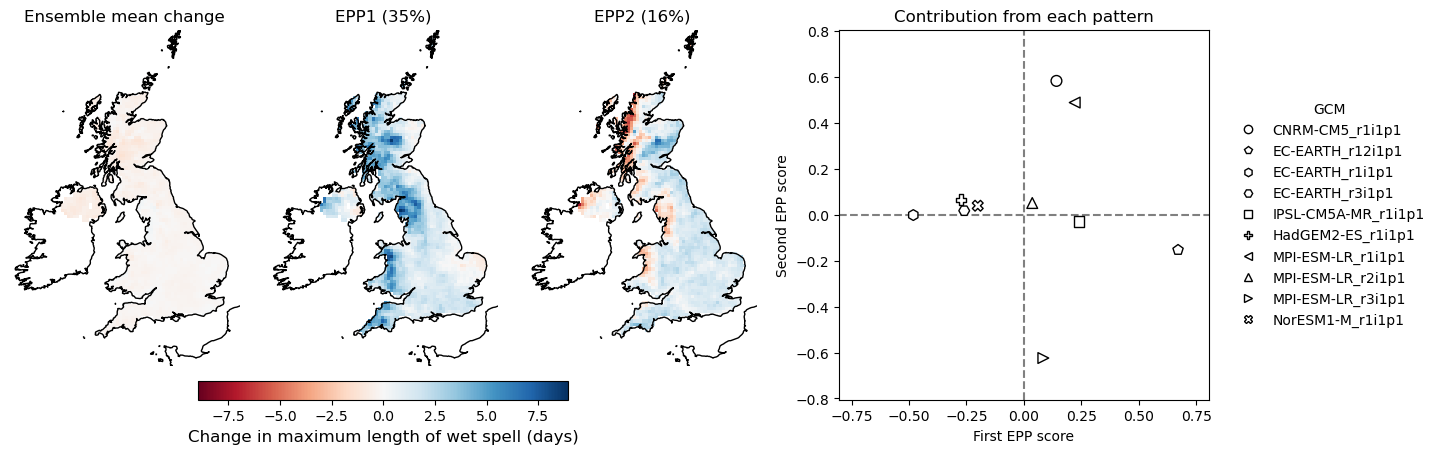 Ensemble mean change
EPP1 (35%)
EPP2 (16%)
−7.5 −5.0 −2.5 0.0 2.5 5.0 7.5
Change in maximum length of wet spell (days)
Contribution from each pattern
Second EPP score
0.8
0.6
0.4
0.2
0.0
−0.2
−0.4
−0.6
−0.8
−0.75 −0.50 −0.25 0.00 0.25 0.50 0.75
First EPP score
GCM
CNRM-CM5_r1i1p1
EC-EARTH_r12i1p1
EC-EARTH_r1i1p1
EC-EARTH_r3i1p1
IPSL-CM5A-MR_r1i1p1
HadGEM2-ES_r1i1p1
MPI-ESM-LR_r1i1p1
MPI-ESM-LR_r2i1p1
MPI-ESM-LR_r3i1p1
NorESM1-M_r1i1p1